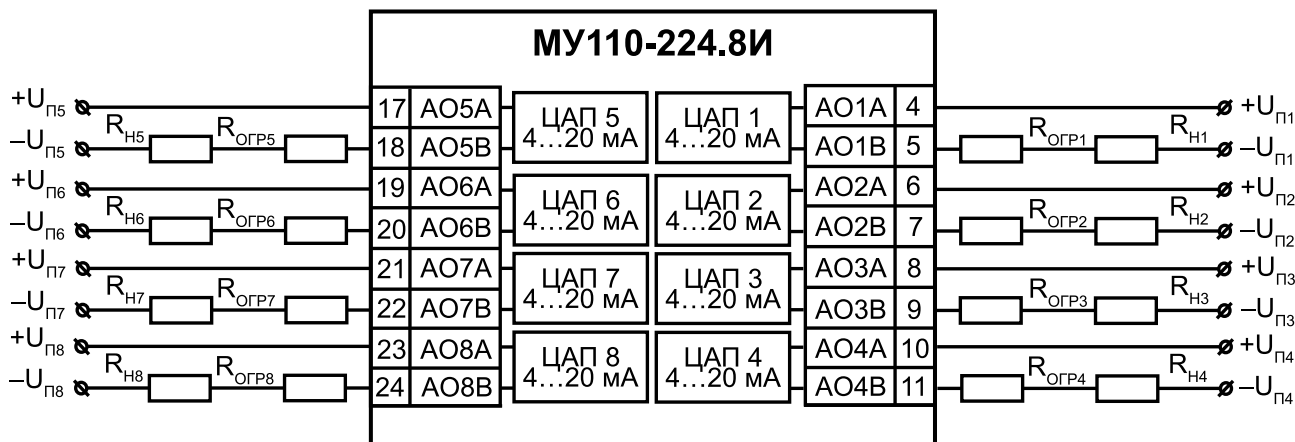 МУ110-224.8И
+UП5 17 AO5A ЦАП 5 ЦАП 1 AO1A 4 +UП1
RН5 RОГР5 4...20 мА 4...20 мА RОГР1 RН1
–UП5 18 AO5B AO1B 5 –UП1
+UП6 19 AO6A ЦАП 6 ЦАП 2 AO2A 6 +UП2
RН6 RОГР6 4...20 мА 4...20 мА RОГР2 RН2
–UП6 20 AO6B AO2B 7 –UП2
+UП7 21 AO7A ЦАП 7 ЦАП 3 AO3A 8 +UП3
RН7 RОГР7 4...20 мА 4...20 мА RОГР3 RН3
–UП7 22 AO7B AO3B 9 –UП3
+UП8 23 AO8A ЦАП 8 ЦАП 4 AO4A 10 +UП4
RН8 RОГР8 4...20 мА 4...20 мА RОГР4 RН4
–UП8 24 AO8B AO4B 11 –UП4